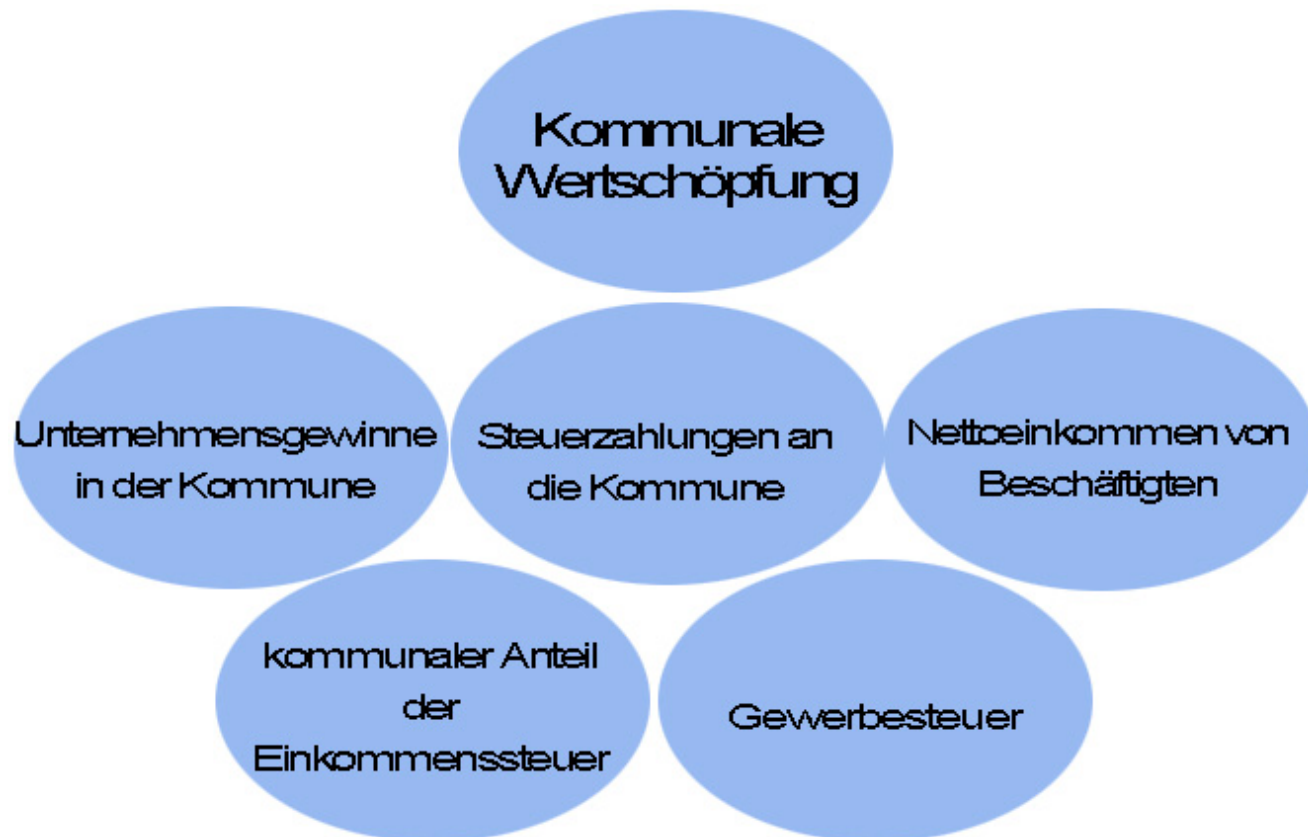 Kommunale
Wertschöpfung
Unternehmensgewinne
in der Kommune
Steuerzahlungen an
die Kommune
Nettoeinkommen von
Beschäftigten
kommunaler Anteil
der
Einkommenssteuer
Gewerbesteuer